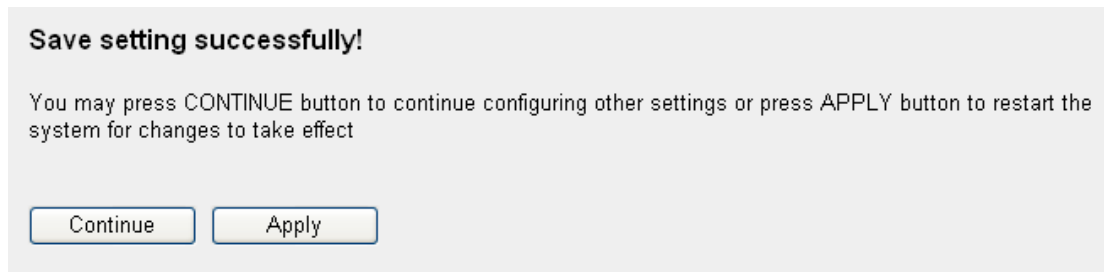 Save setting successfully!
You may press CONTINUE button to continue configuring other settings or press APPLY button to restart the
system for changes to take effect
Continue Apply